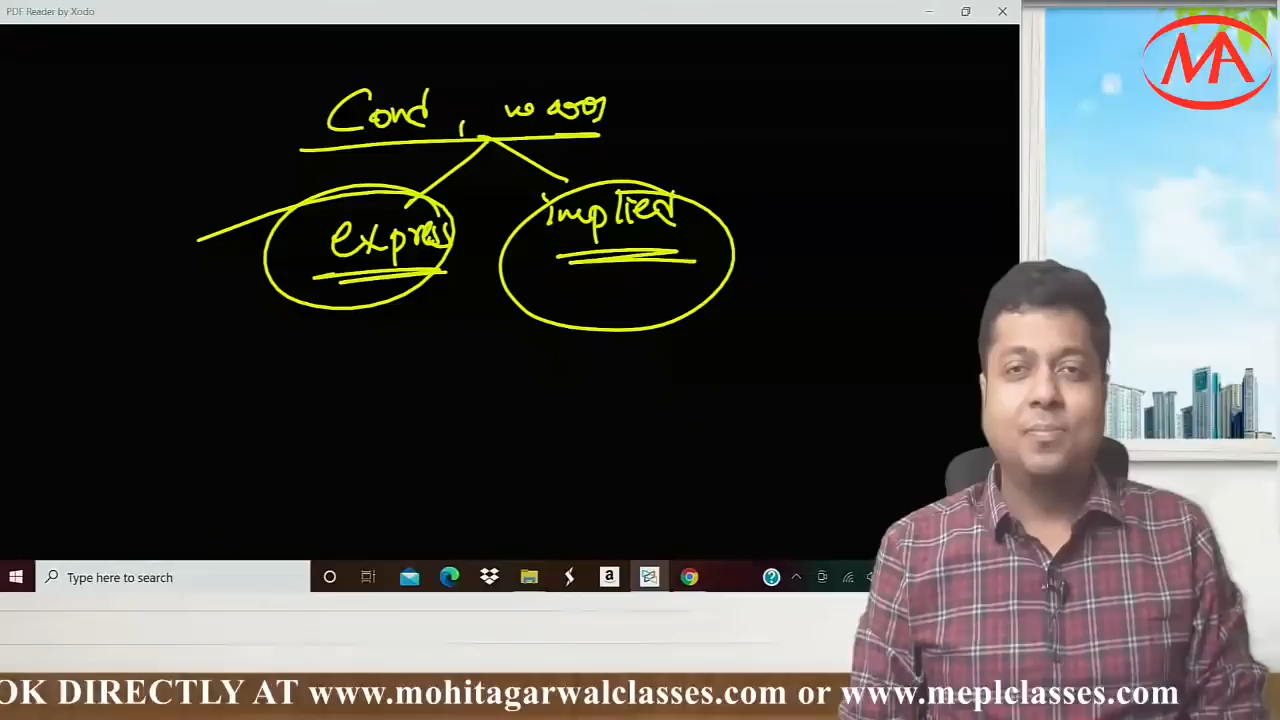 PDF Reader by Xodo
MA
Cond,
express
implied
Type here to search
OK DIRECTLY AT www.mohitagarwalclasses.com or www.meplclasses.com